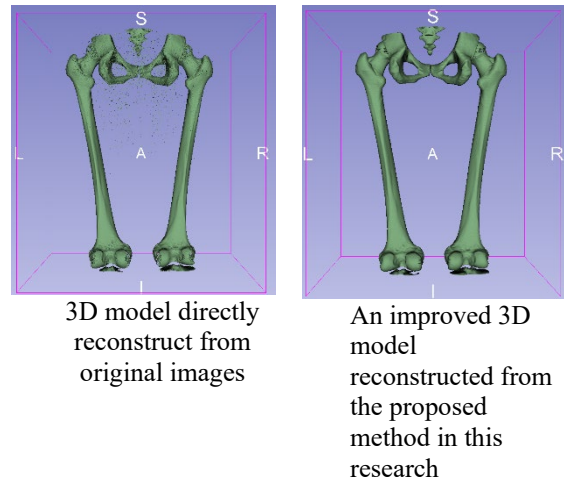 S
L
A
R
I
3D model directly
reconstruct from
original images
S
L
A
R
I
An improved 3D
model
reconstructed from
the proposed
method in this
research